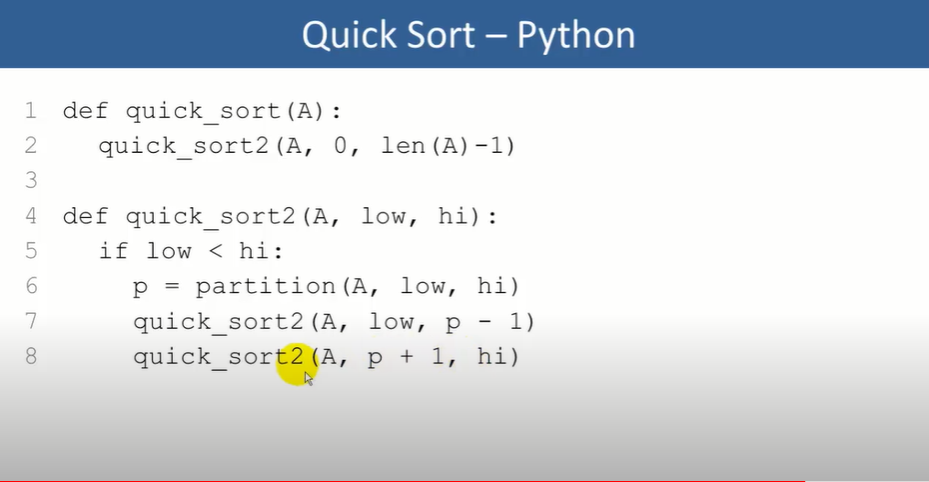 Quick Sort – Python
1 def quick_sort(A):
2 quick_sort2(A, 0, len(A)-1)
3
4 def quick_sort2(A, low, hi):
5 if low < hi:
6 p = partition(A, low, hi)
7 quick_sort2(A, low, p - 1)
8 quick_sort2(A, p + 1, hi)